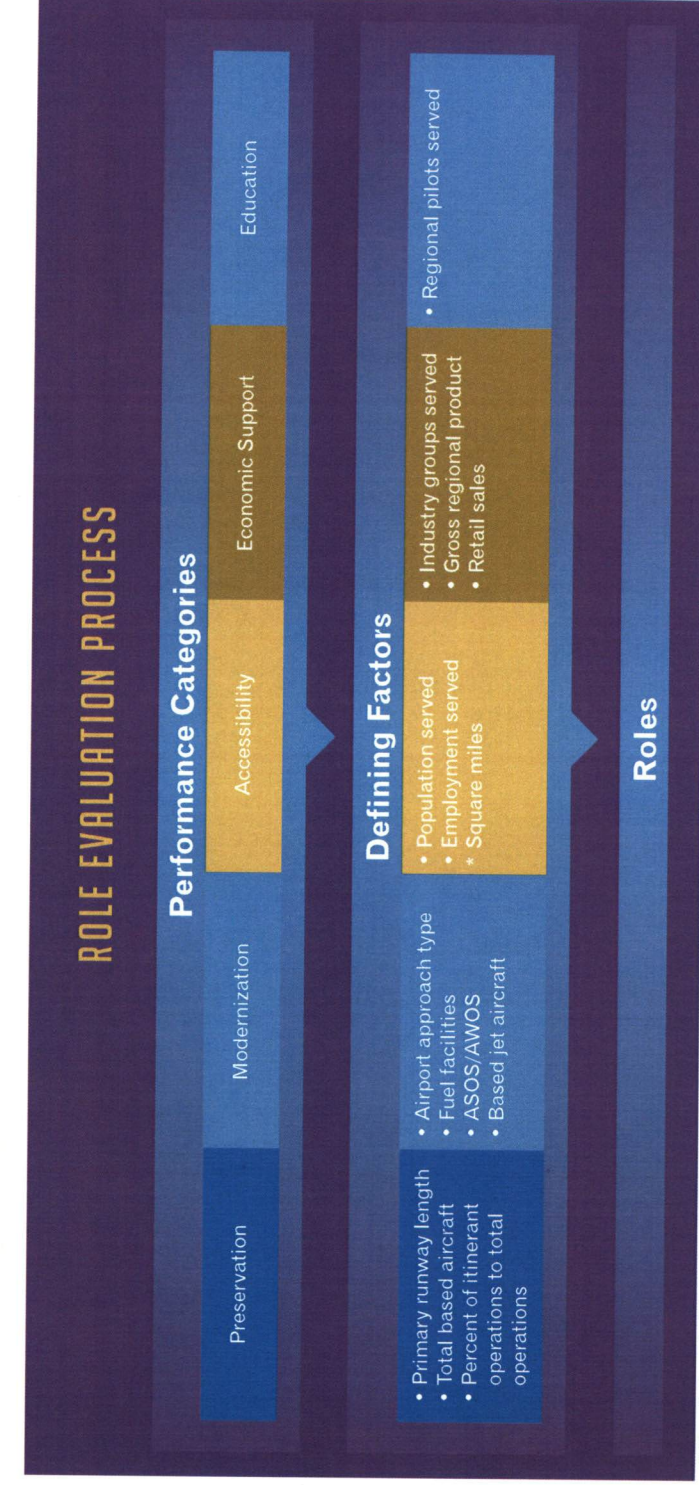 ROLE EVALUATION PROCESS
Performance Categories
Preservation
Modernization
Accessibility
Economic Support
Education
Defining Factors
• Primary runway length
• Total based aircraft
• Percent of itinerant
operations to total
operations
• Airport approach type
• Fuel facilities
• ASOS/AWOS
• Based jet aircraft
• Population served
• Employment served
* Square miles
• Industry groups served
• Gross regional product
• Retail sales
• Regional pilots served
Roles